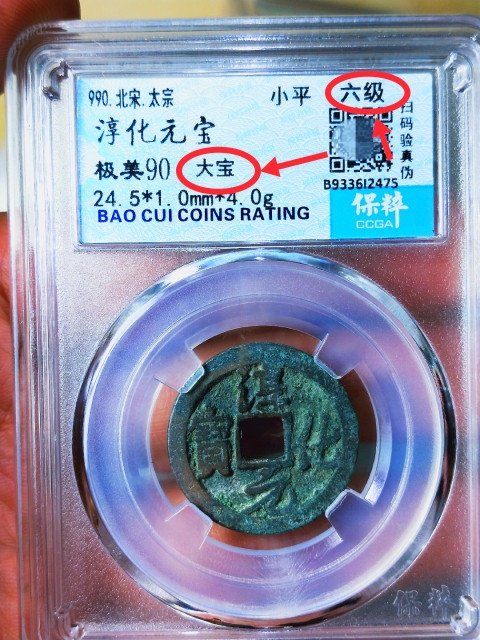 990.北宋.太宗 小平 六级
淳化元宝
极美90 大宝
24.5*1.0mm*4.0g
BAO CUI COINS RATING
扫码验真伪
B933612475
保粹
CCGA
淳化元寳
保粹